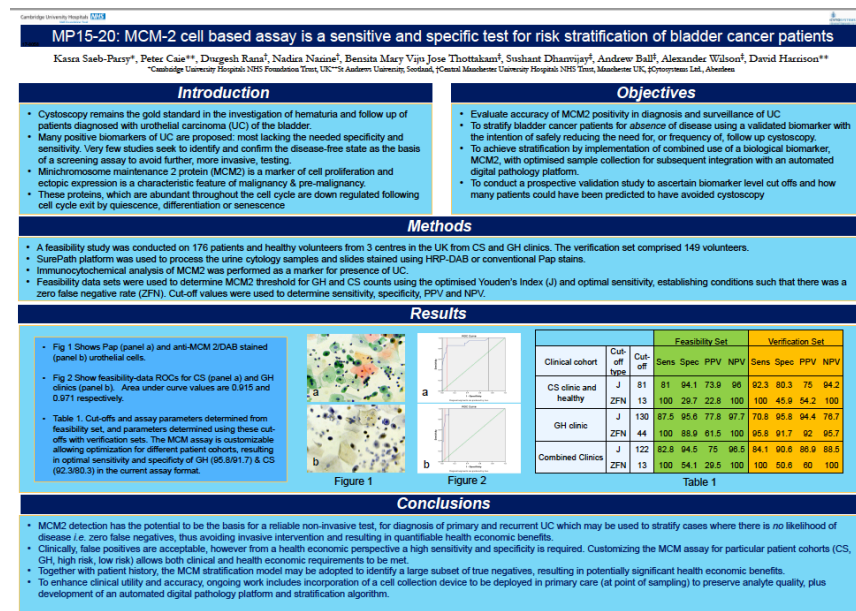 Cambridge University Hospitals NHS
MP15-20: MCM-2 cell based assay is a sensitive and specific test for risk stratification of bladder cancer patients
Kasra Saeb-Parsy*, Peter Caie**, Durgesh Rana‡, Nadira Narine‡, Bensita Mary Viju Jose Thottakam‡, Sushant Dhanvijay‡, Andrew Ball‡, Alexander Wilson‡, David Harrison**
*Cambridge University Hospitals NHS Foundation Trust, UK**St Andrews University, Scotland, †Central Manchester University Hospitals NHS Trust, Manchester UK, ‡Cytosystems Ltd., Aberdeen
Introduction
• Cystoscopy remains the gold standard in the investigation of hematuria and follow up of
patients diagnosed with urothelial carcinoma (UC) of the bladder.
• Many positive biomarkers of UC are proposed: most lacking the needed specificity and
sensitivity. Very few studies seek to identify and confirm the disease-free state as the basis
of a screening assay to avoid further, more invasive, testing.
• Minichromosome maintenance 2 protein (MCM2) is a marker of cell proliferation and
ectopic expression is a characteristic feature of malignancy & pre-malignancy.
• These proteins, which are abundant throughout the cell cycle are down regulated following
cell cycle exit by quiescence, differentiation or senescence
Objectives
• Evaluate accuracy of MCM2 positivity in diagnosis and surveillance of UC
• To stratify bladder cancer patients for absence of disease using a validated biomarker with
the intention of safely reducing the need for, or frequency of, follow up cystoscopy.
• To achieve stratification by implementation of combined use of a biological biomarker,
MCM2, with optimised sample collection for subsequent integration with an automated
digital pathology platform.
• To conduct a prospective validation study to ascertain biomarker level cut offs and how
many patients could have been predicted to have avoided cystoscopy
Methods
• A feasibility study was conducted on 176 patients and healthy volunteers from 3 centres in the UK from CS and GH clinics. The verification set comprised 149 volunteers.
• SurePath platform was used to process the urine cytology samples and slides stained using HRP-DAB or conventional Pap stains.
• Immunocytochemical analysis of MCM2 was performed as a marker for presence of UC.
• Feasibility data sets were used to determine MCM2 threshold for GH and CS counts using the optimised Youden's Index (J) and optimal sensitivity, establishing conditions such that there was a
zero false negative rate (ZFN). Cut-off values were used to determine sensitivity, specificity, PPV and NPV.
Results
• Fig 1 Shows Pap (panel a) and anti-MCM 2/DAB stained
(panel b) urothelial cells.
• Fig 2 Show feasibility-data ROCs for CS (panel a) and GH
clinics (panel b). Area under curve values are 0.915 and
0.971 respectively.
• Table 1. Cut-offs and assay parameters determined from
feasibility set, and parameters determined using these cut-
offs with verification sets. The MCM assay is customizable
allowing optimization for different patient cohorts, resulting
in optimal sensitivity and specificity of GH (95.8/91.7) & CS
(92.3/80.3) in the current assay format.
a
b
Figure 1
a
b
Figure 2
Feasibility Set Verification Set
Clinical cohort Cut-off type Cut-off Sens Spec PPV NPV Sens Spec PPV NPV
CS clinic and healthy J 81 81 94.1 73.9 96 92.3 80.3 75 94.2
ZFN 13 100 29.7 22.8 100 100 45.9 54.2 100
GH clinic J 130 87.5 95.6 77.8 97.7 70.8 95.8 94.4 76.7
ZFN 44 100 88.9 61.5 100 95.8 91.7 92 95.7
Combined Clinics J 122 82.8 94.5 75 96.5 84.1 90.6 86.9 88.5
ZFN 13 100 54.1 29.5 100 100 50.6 60 100
Table 1
Conclusions
• MCM2 detection has the potential to be the basis for a reliable non-invasive test, for diagnosis of primary and recurrent UC which may be used to stratify cases where there is no likelihood of
disease i.e. zero false negatives, thus avoiding invasive intervention and resulting in quantifiable health economic benefits.
• Clinically, false positives are acceptable, however from a health economic perspective a high sensitivity and specificity is required. Customizing the MCM assay for particular patient cohorts (CS,
GH, high risk, low risk) allows both clinical and health economic requirements to be met.
• Together with patient history, the MCM stratification model may be adopted to identify a large subset of true negatives, resulting in potentially significant health economic benefits.
• To enhance clinical utility and accuracy, ongoing work includes incorporation of a cell collection device to be deployed in primary care (at point of sampling) to preserve analyte quality, plus
development of an automated digital pathology platform and stratification algorithm.